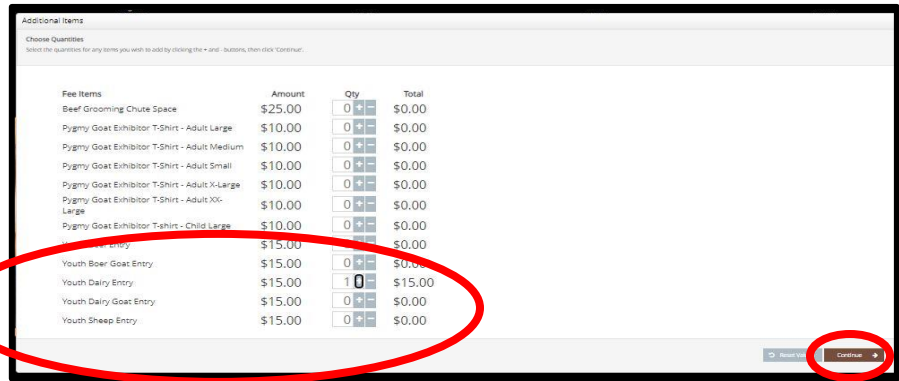 Additional Items
Choose Quantities
Select the quantities for any items you wish to add by clicking the + and - buttons, then click 'Continue'.
Fee Items Amount Qty Total
Beef Grooming Chute Space $25.00 0 + - $0.00
Pygmy Goat Exhibitor T-Shirt - Adult Large $10.00 0 + - $0.00
Pygmy Goat Exhibitor T-Shirt - Adult Medium $10.00 0 + - $0.00
Pygmy Goat Exhibitor T-Shirt - Adult Small $10.00 0 + - $0.00
Pygmy Goat Exhibitor T-Shirt - Adult X-Large $10.00 0 + - $0.00
Pygmy Goat Exhibitor T-Shirt - Adult XX-
Large $10.00 0 + - $0.00
Pygmy Goat Exhibitor T-shirt - Child Large $10.00 0 + - $0.00
Entry $15.00 $0.00
Youth Boer Goat Entry $15.00 0 + - $0.00
Youth Dairy Entry $15.00 1 - $15.00
Youth Dairy Goat Entry $15.00 0 + - $0.00
Youth Sheep Entry $15.00 0 + - $0.00
Reset Continue